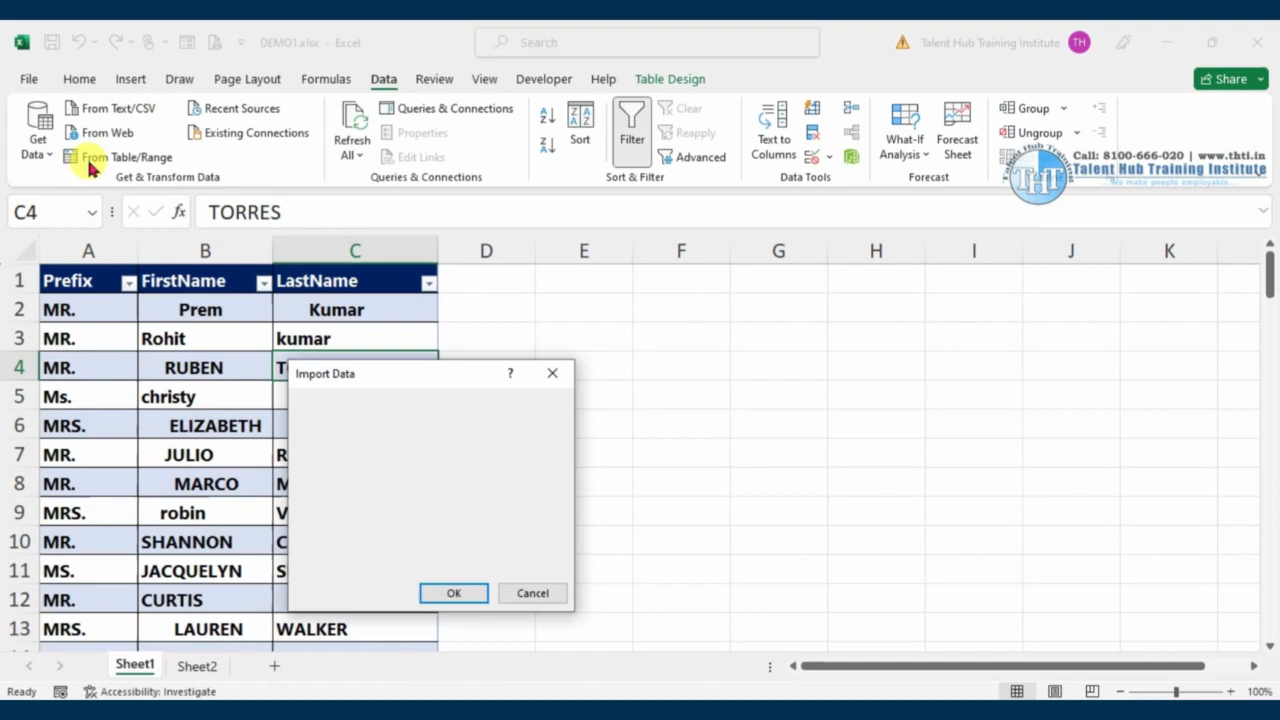 DEMO1.xlsx - Excel
Search
Talent Hub Training Institute
TH
File Home Insert Draw Page Layout Formulas Data Review View Developer Help Table Design
Share
Get Data
From Text/CSV
From Web
From Table/Range
Recent Sources
Existing Connections
Get & Transform Data
Refresh All
Queries & Connections
Properties
Edit Links
Queries & Connections
Sort
Filter
Clear
Reapply
Advanced
Sort & Filter
Text to Columns
Data Tools
What-If Analysis
Forecast Sheet
Forecast
Group
Ungroup
Call: 8100-666-020 | www.thti.in
Talent Hub Training Institute
...We make people employable...
THT
C4
fx
TORRES
A B C D E F G H I J K
1 Prefix FirstName LastName
2 MR. Prem Kumar
3 MR. Rohit kumar
4 MR. RUBEN T
5 Ms. christy
6 MRS. ELIZABETH
7 MR. JULIO R
8 MR. MARCO M
9 MRS. robin V
10 MR. SHANNON C
11 MS. JACQUELYN S
12 MR. CURTIS
13 MRS. LAUREN WALKER
Import Data ?
OK Cancel
Sheet1 Sheet2
Ready Accessibility: Investigate 100%